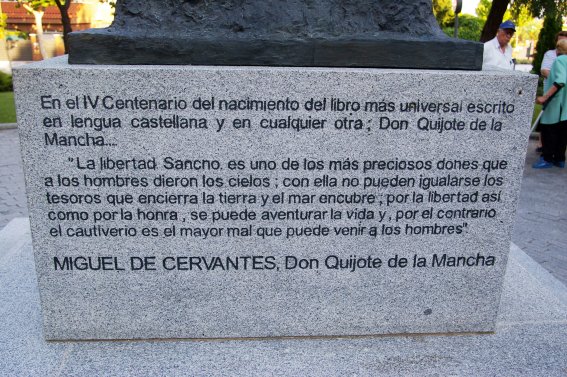 En el IV Centenario del nacimiento del libro más universal escrito
en lengua castellana y en cualquier otra; Don Quijote de la
Mancha....
"La libertad Sancho, es uno de los más preciosos dones que
a los hombres dieron los cielos; con ella no pueden igualarse los
tesoros que encierra la tierra y el mar encubre; por la libertad así
como por la honra, se puede aventurar la vida y, por el contrario
el cautiverio es el mayor mal que puede venir a los hombres".
MIGUEL DE CERVANTES, Don Quijote de la Mancha